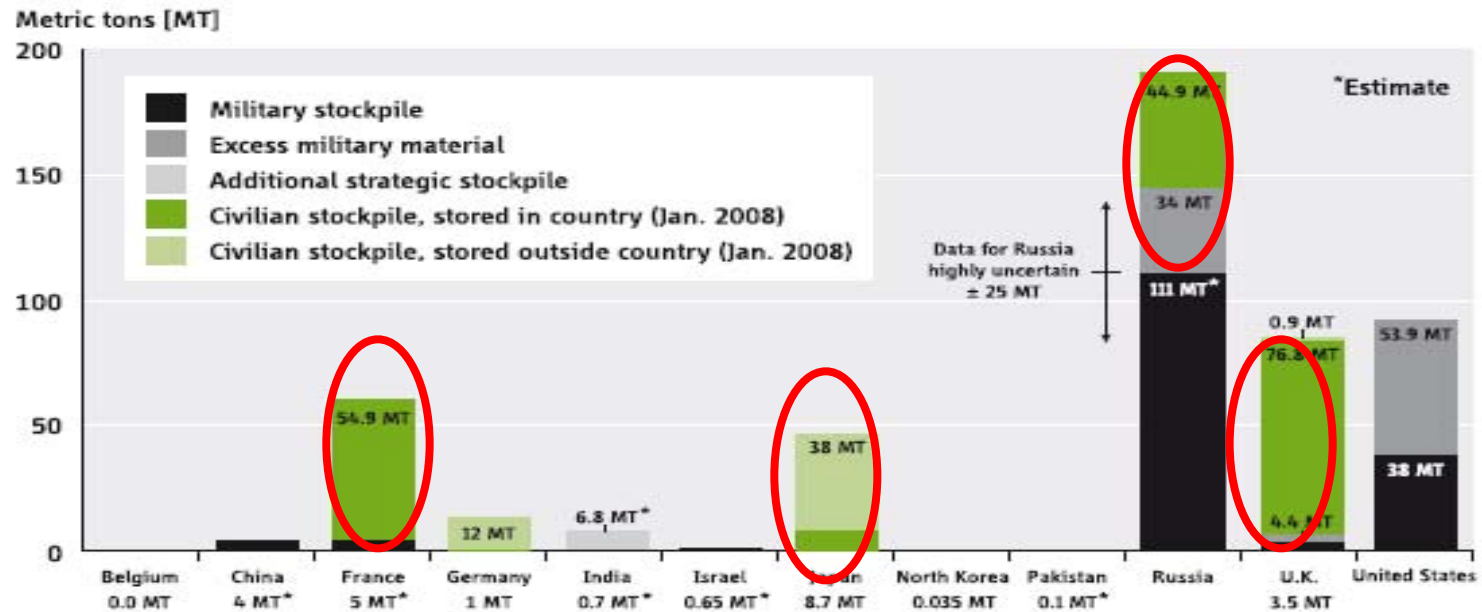 Metric tons [MT]
200
150
100
50
0
Military stockpile
Excess military material
Additional strategic stockpile
Civilian stockpile, stored in country (Jan. 2008)
Civilian stockpile, stored outside country (Jan. 2008)
*Estimate
54.9 MT
12 MT
6.8 MT*
38 MT
Data for Russia
highly uncertain
± 25 MT
44.9 MT
34 MT
111 MT*
0.9 MT
76.8 MT
4.4 MT
53.9 MT
38 MT
Belgium
0.0 MT
China
4 MT*
France
5 MT*
Germany
1 MT
India
0.7 MT*
Israel
0.65 MT*
Japan
8.7 MT
North Korea
0.035 MT
Pakistan
0.1 MT*
Russia
U.K.
3.5 MT
United States